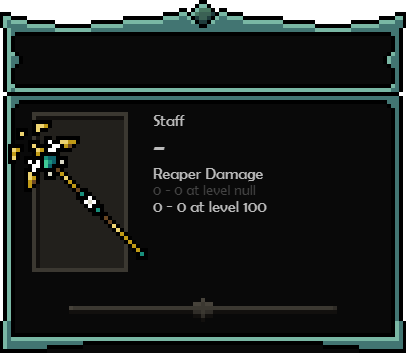 Staff
–
Reaper Damage
0 - 0 at level null
0 - 0 at level 100